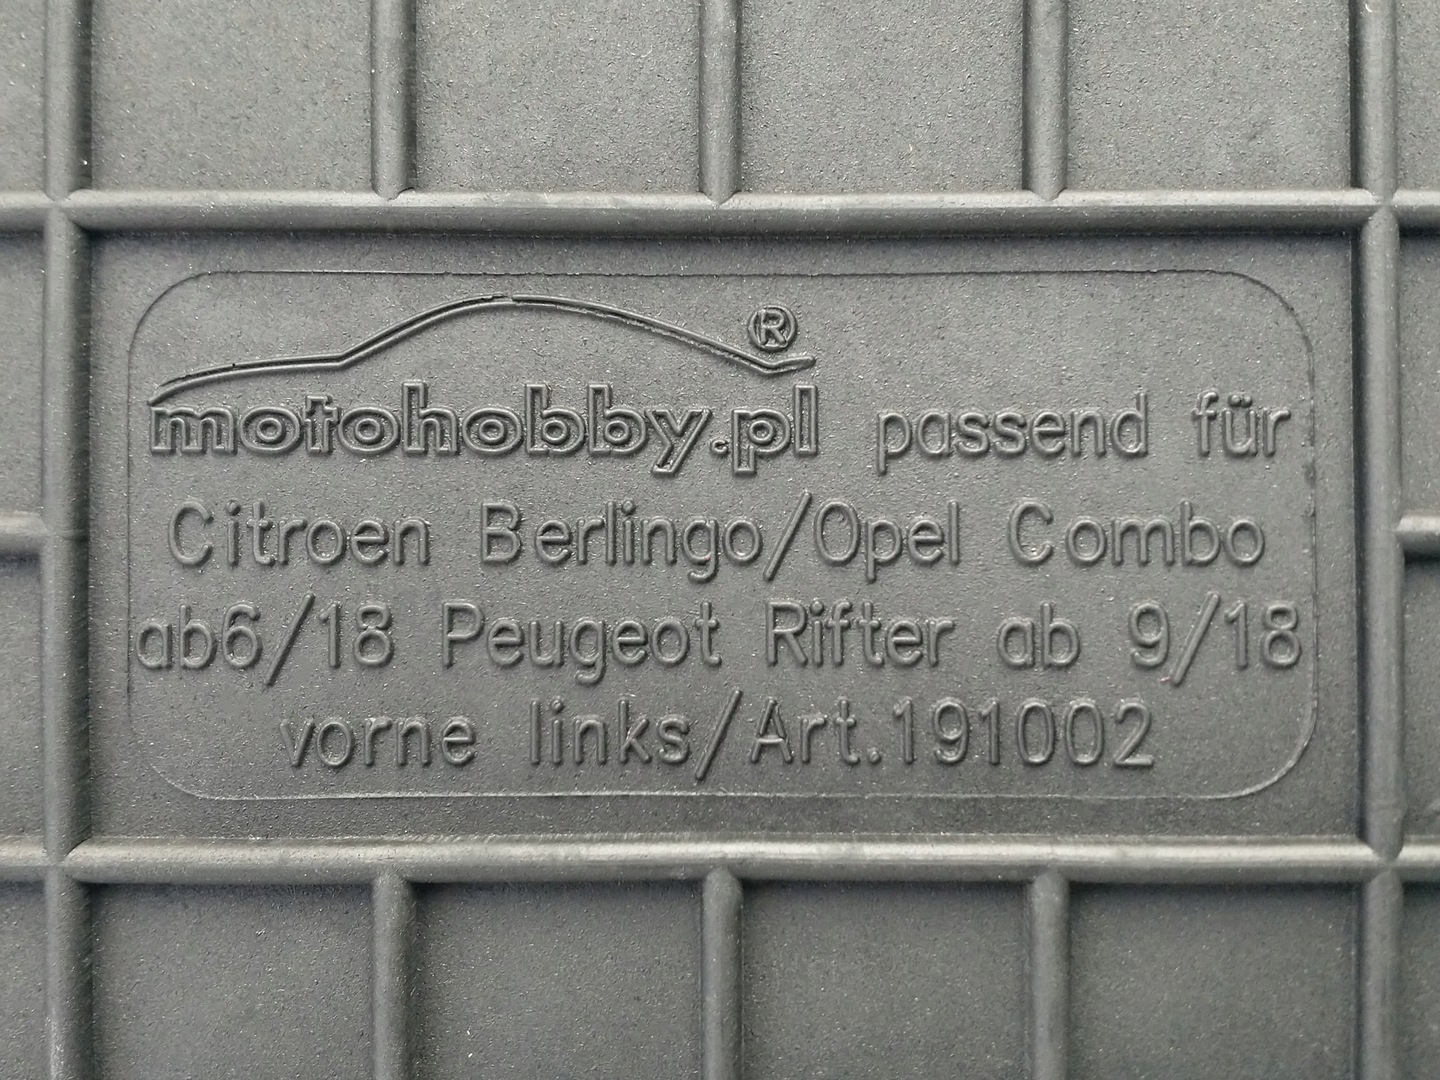 motohobby.pl ® passend für
Citroen Berlingo/Opel Combo
ab6/18 Peugeot Rifter ab 9/18
vorne links/Art.191002